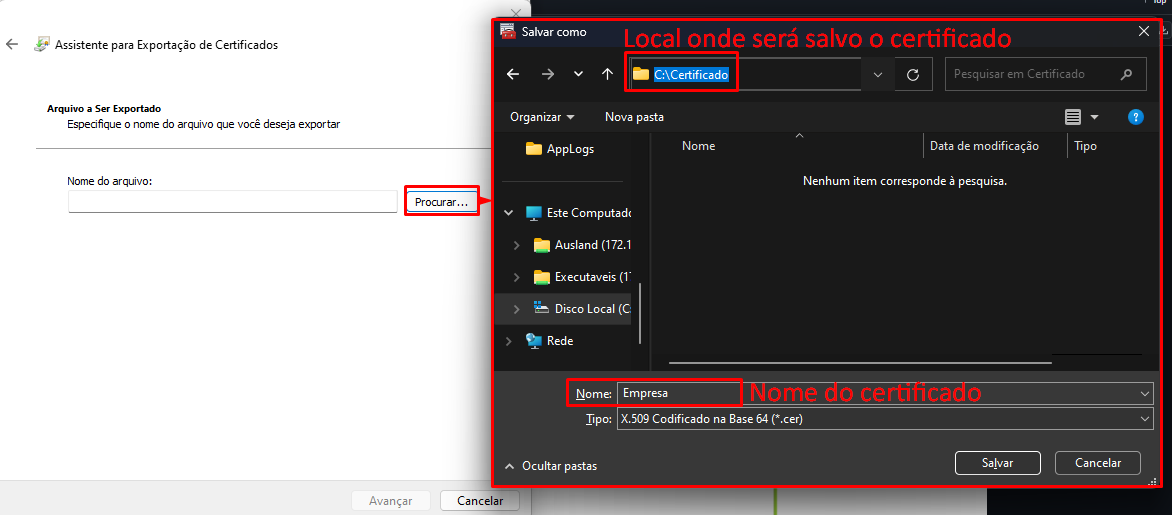 Top
Assistente para Exportação de Certificados
Arquivo a Ser Exportado
Especifique o nome do arquivo que você deseja exportar
Nome do arquivo:
Procurar...
Avançar
Cancelar
Salvar como
Local onde será salvo o certificado
C:\Certificado
Pesquisar em Certificado
Organizar
Nova pasta
?
AppLogs
Este Computado
Ausland (172.1
Executaveis (17
Disco Local (C:
Rede
Nome
Data de modificação
Tipo
Nenhum item corresponde à pesquisa.
Nome: Empresa
Nome do certificado
Tipo: X.509 Codificado na Base 64 (*.cer)
Ocultar pastas
Salvar
Cancelar